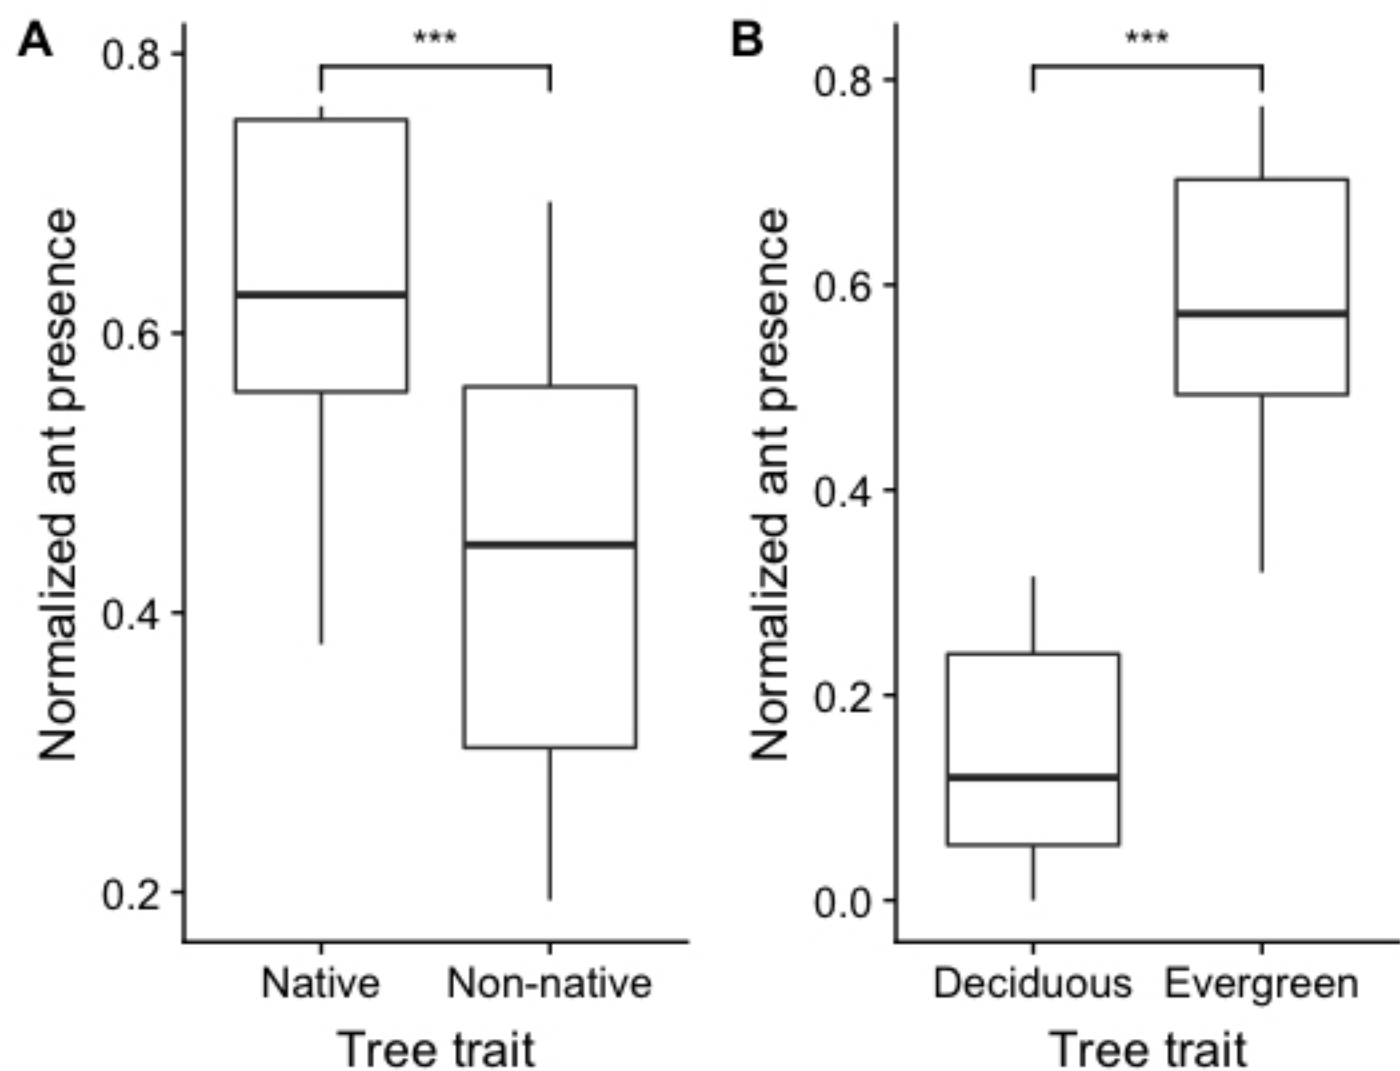 A
***
0.8
0.6
0.4
0.2
Normalized ant presence
Native
Non-native
Tree trait
B
***
0.8
0.6
0.4
0.2
0.0
Normalized ant presence
Deciduous
Evergreen
Tree trait